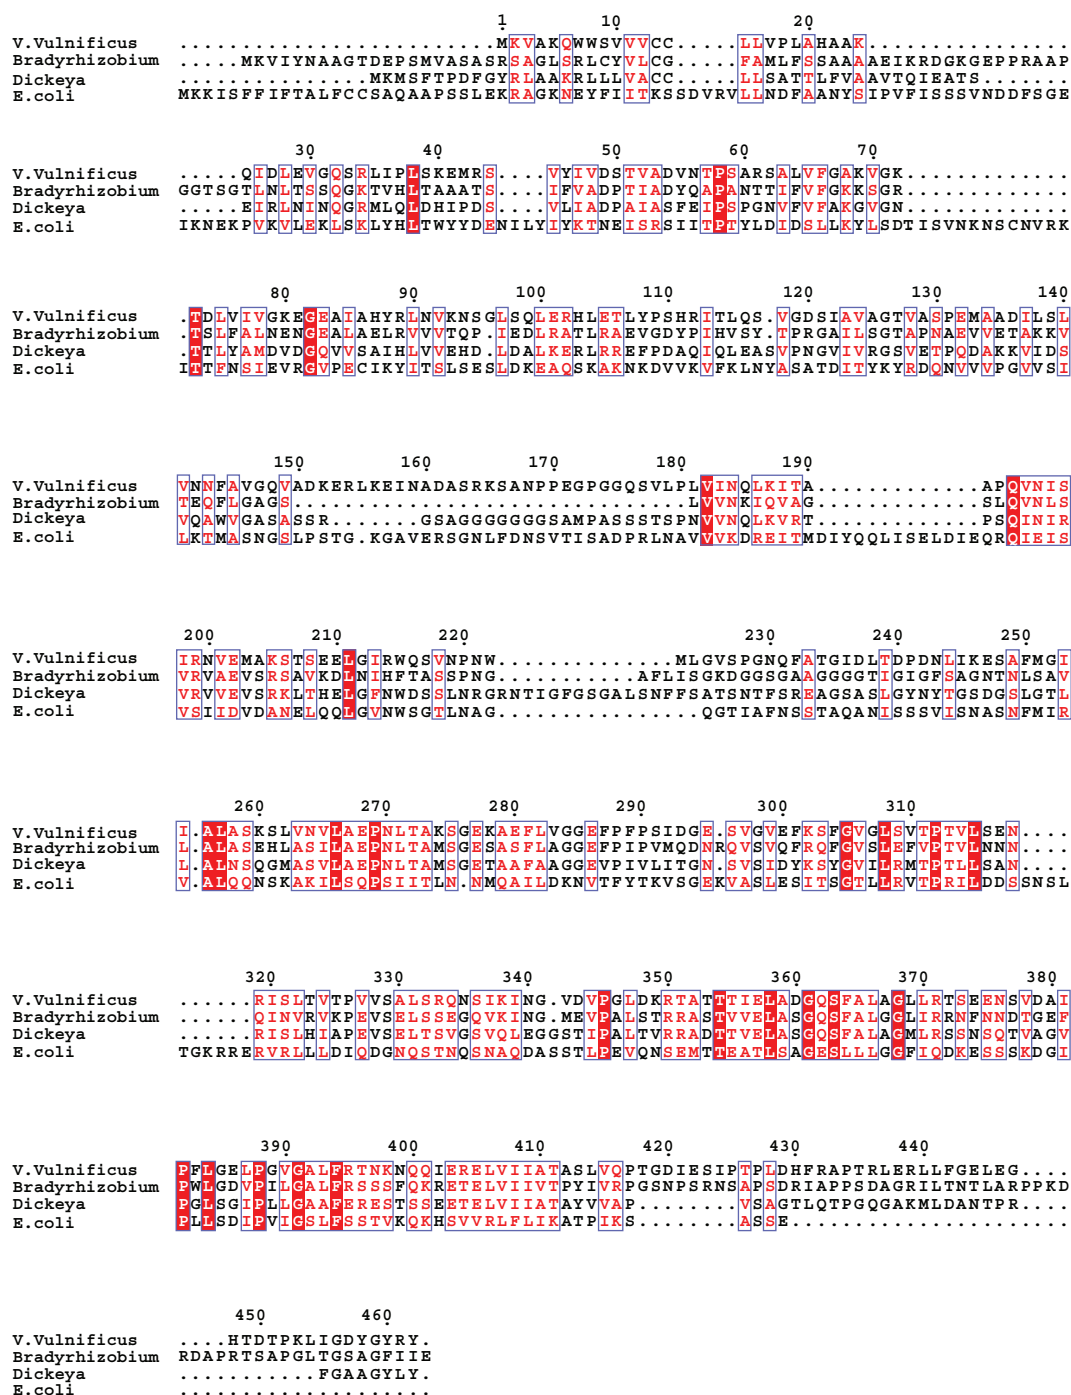 1 10 20
V.Vulnificus .........................MKVAKQWWSVVVCC.....LLVPLAHAAK................
Bradyrhizobium .....MKVIYNAAGTDEPSMVASASRSAGLSRLCYVLCG.....FAMLFSSAAAAEIKRDGKGEPPRAAP
Dickeya ...............MKMSFTPDFGYRLAAKRLLLVACC.....LLSATTLFVAAVTQIEATS.......
E.coli MKKISFFIFTALFCCSAQAAPSSLEKRAGKNEYFIITKSSDVRVLLNDFAANYSIPVFISSSVNDDFSGE
30 40 50 60 70
V.Vulnificus .....QIDLEVGQSRLIPLSKEMRS....VYIVDSTVADVNTPSARSALVFGAKVGK.............
Bradyrhizobium GGTSGTLNLTSSQGKTVHLTAAATS....IFVADPTIADYQAPANTTIFVFGKKSGR.............
Dickeya .....EIRLNINQGRMLQLDHIPDS....VLIADPAIASFEIPSPGNVFVFAKGVGN.............
E.coli IKNEKPVKVLEKLSKLYHLTWYYDENILYIYKTNEISRSIITPTYLDIDSLLKYLSDTISVNKNSCNVRK
80 90 100 110 120 130 140
V.Vulnificus .TDLVIVGKEGEAIAHYRLNVKNSGLSQLERHLETLYPSHRITLQS.VGDSIAVAGTVASPEMAADILSL
Bradyrhizobium .TSLFALNENGEALAELRVVVTQP.IEDLRATLRAEVGDYPIHVSY.TPRGAILSGTAPNAEVVETAKKV
Dickeya .TTLYAMDVDGQVVSAIHLVVEHD.LDALKERLRREFPDAQIQLEASVPNGVIVRGSVETPQDAKKVIDS
E.coli ITTFNSIEVRGVPECIKYITSLSESLDKEAQSKAKNKDVVKVFKLNYASATDITYKYRDQNVVVPGVVSI
150 160 170 180 190
V.Vulnificus VNNFAVGQVADKERLKEINADASRKSANPPEGPGGQSVLPLVINQLKITA.............APQVNIS
Bradyrhizobium TEQFLGAGS...............................LVVNKIQVAG.............SLQVNLS
Dickeya VQAWVGASASSR.......GSAGGGGGGGSAMPASSSTSPNVVNQLKVRT.............PSQINIR
E.coli LKTMASNGSLPSTG.KGAVERSGNLFDNSVTISADPRLNAVVVKDREITMDIYQQLISELDIEQRQIEIS
200 210 220 230 240 250
V.Vulnificus IRNVEMAKSTSEELGIRWQSVNPNW..............MLGVSPGNQFATGIDLTDPDNLIKESAFMGI
Bradyrhizobium VRVAEVSRSAVKDLNIHFTASSPNG...........AFLISGKDGGSGAAGGGGTIGIGFSAGNTNLSAV
Dickeya VRVVEVSRKLTHELGFNWDSSLNRGRNTIGFGSGALSNFFSATSNTFSREAGSASLGYNYTGSDGSLGTL
E.coli VSIIDVDANELQQLGVNWSGTLNAG................QGTIAFNSSTAQANISSSVISNASNFMIR
260 270 280 290 300 310
V.Vulnificus I.ALASKSLVNVLAEPNLTAKSGEKAEFLVGGEFPFPSIDGE.SVGVEFKSFGVGLSVTPTVLSEN....
Bradyrhizobium L.ALASEHLASILAEPNLTAMSGESASFLAGGEFPIPVMQDNRQVSVQFRQFGVSLEFVPTVLNNN....
Dickeya L.ALNSQGMASVLAEPNLTAMSGETAAFAAGGEVPIVLITGN.SVSIDYKSYGVILRMTPTLLSAN....
E.coli V.ALQQNSKAKILSQPSIITLN.NMQAILDKNVTFYTKVSGEKVASLESITSGTLLRVTPRILDDSSNSL
320 330 340 350 360 370 380
V.Vulnificus ......RISLTVTPVVSALSRQNSIKING.VDVPGLDKRTATTTIELADGQSFALAGLLRTSEENSVDAI
Bradyrhizobium ......QINVRVKPEVSELSSEGQVKING.MEVPALSTRRASTVVELASGQSFALGGLIRRNFNNDTGEF
Dickeya ......RISLHIAPEVSELTSVGSVQLEGGSTIPALTVRRADTTVELASGQSFALAGMLRSSNSQTVAGV
E.coli TGKRRERVRLLLDIQDGNQSTNQSNAQDASSTLPEVQNSEMTTEATLSAGESLLLGGFIQDKESSSKDGI
390 400 410 420 430 440
V.Vulnificus PFLGELPGVGALFRTNKNQQIERELVIIATASLVQPTGDIESIPTPLDHFRAPTRLERLLFGELEG....
Bradyrhizobium PWLGDVPILGALFRSSSFQKRETELVIIVTPYIVRPGSNPSRNSAPSDRIAPPSDAGRILTNTLARPPKD
Dickeya PGLSGIPLLGAAFERESTSSEETELVIIATAYVVAP........VSAGTLQTPGQGAKMLDANTPR....
E.coli PLLSDIPVIGSLFSSTVKQKHSVVRLFLIKATPIKS........ASSE......................
450 460
V.Vulnificus ....HTDTPKLIGDYGYRY.
Bradyrhizobium RDAPRTSAPGLTGSAGFIIE
Dickeya ...........FGAAGYLY.
E.coli ....................